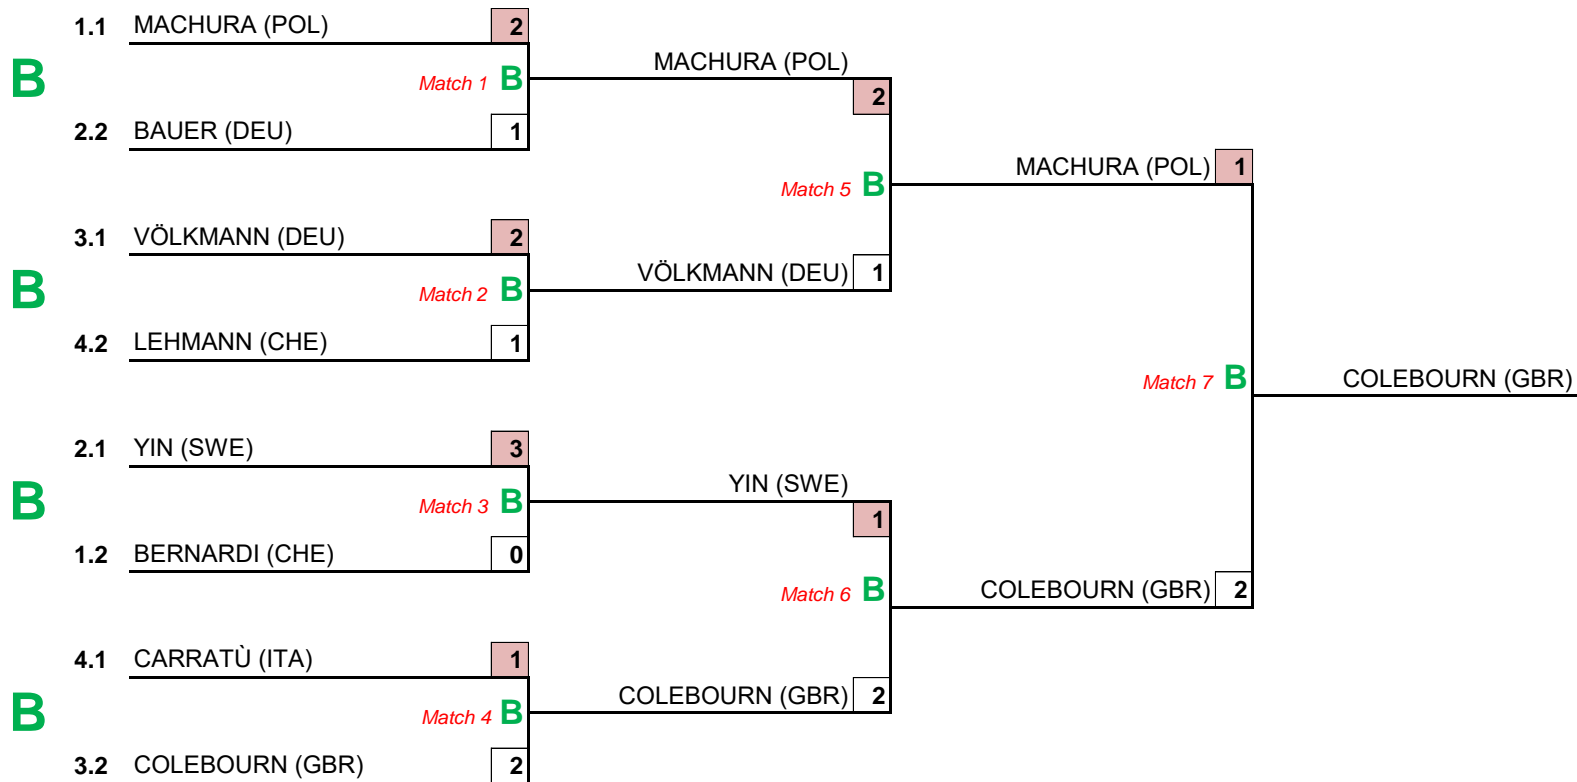 1.1 MACHURA (POL) 2
B Match 1 B MACHURA (POL) 2
2.2 BAUER (DEU) 1
MACHURA (POL) 1
Match 5 B
3.1 VÖLKMANN (DEU) 2
B Match 2 B VÖLKMANN (DEU) 1
4.2 LEHMANN (CHE) 1
Match 7 B COLEBOURN (GBR)
2.1 YIN (SWE) 3
B Match 3 B YIN (SWE) 1
1.2 BERNARDI (CHE) 0
Match 6 B COLEBOURN (GBR) 2
4.1 CARRATÙ (ITA) 1
B Match 4 B COLEBOURN (GBR) 2
3.2 COLEBOURN (GBR) 2